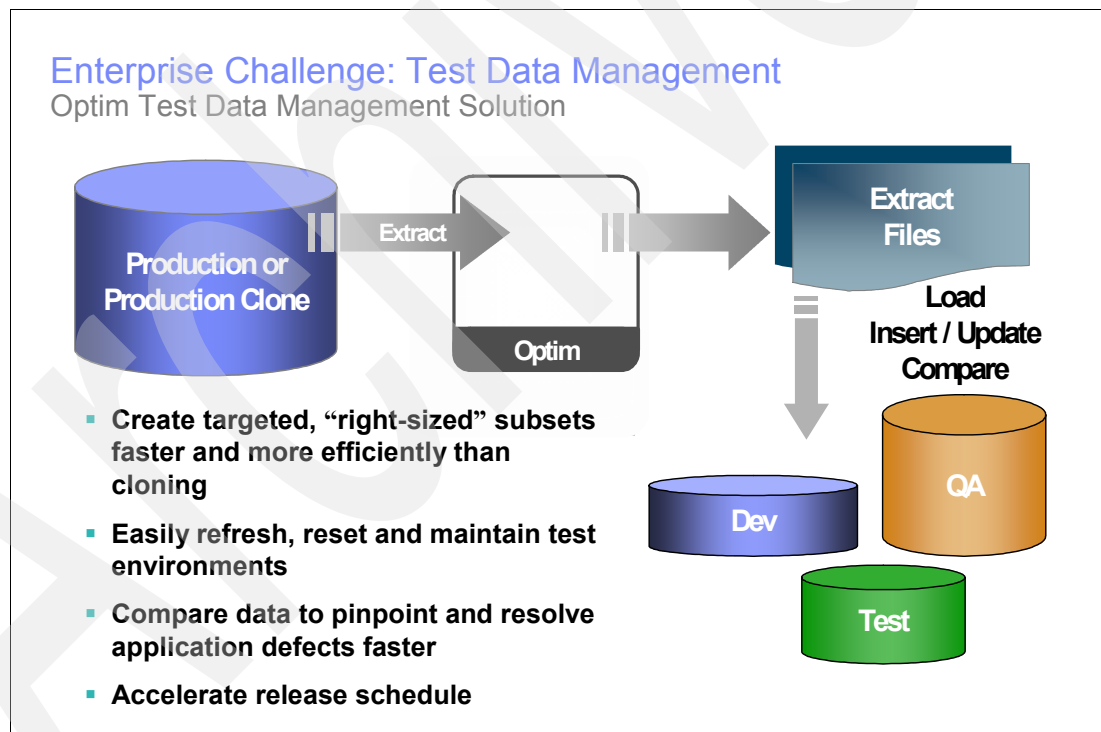 Enterprise Challenge: Test Data Management
Optim Test Data Management Solution
Production or
Production Clone
Extract
Optim
Extract
Files
Load
Insert / Update
Compare
▪ Create targeted, “right-sized” subsets
faster and more efficiently than
cloning
▪ Easily refresh, reset and maintain test
environments
▪ Compare data to pinpoint and resolve
application defects faster
▪ Accelerate release schedule
Dev
QA
Test